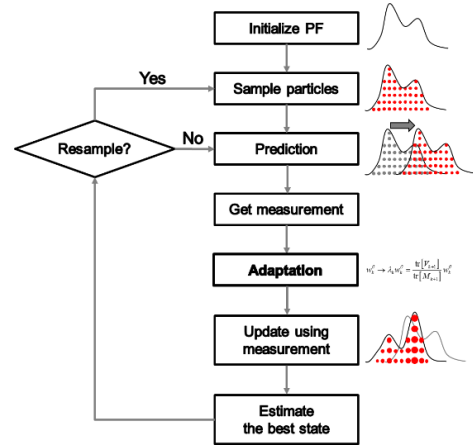 Initialize PF
Yes
Sample particles
Resample?
No
Prediction
Get measurement
Adaptation
Update using
measurement
Estimate
the best state